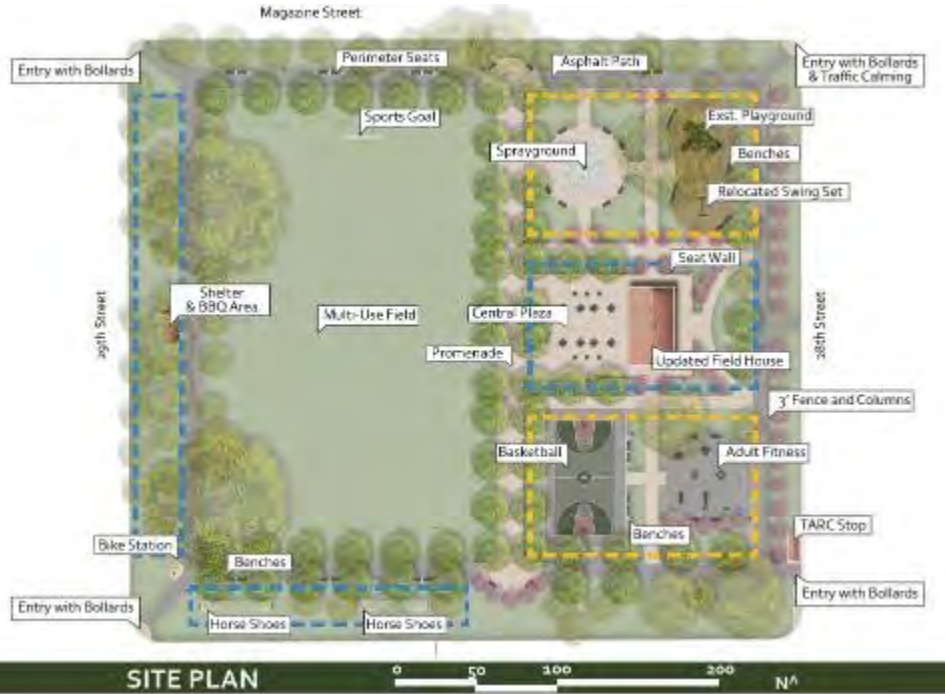 Magazine Street
Perimeter Seats
Asphalt Path
Entry with Bollards
Entry with Bollards
& Traffic Calming
Sports Goal
Exst. Playground
Sprayground
Benches
Relocated Swing Set
Seat Wall
Shelter
& BBQ Area
29th Street
Multi-Use Field
Central Plaza
28th Street
Promenade
Updated Field House
3' Fence and Columns
Basketball
Adult Fitness
TARC Stop
Benches
Bike Station
Benches
Entry with Bollards
Entry with Bollards
Horse Shoes
Horse Shoes
SITE PLAN
0 50 100 200
N^